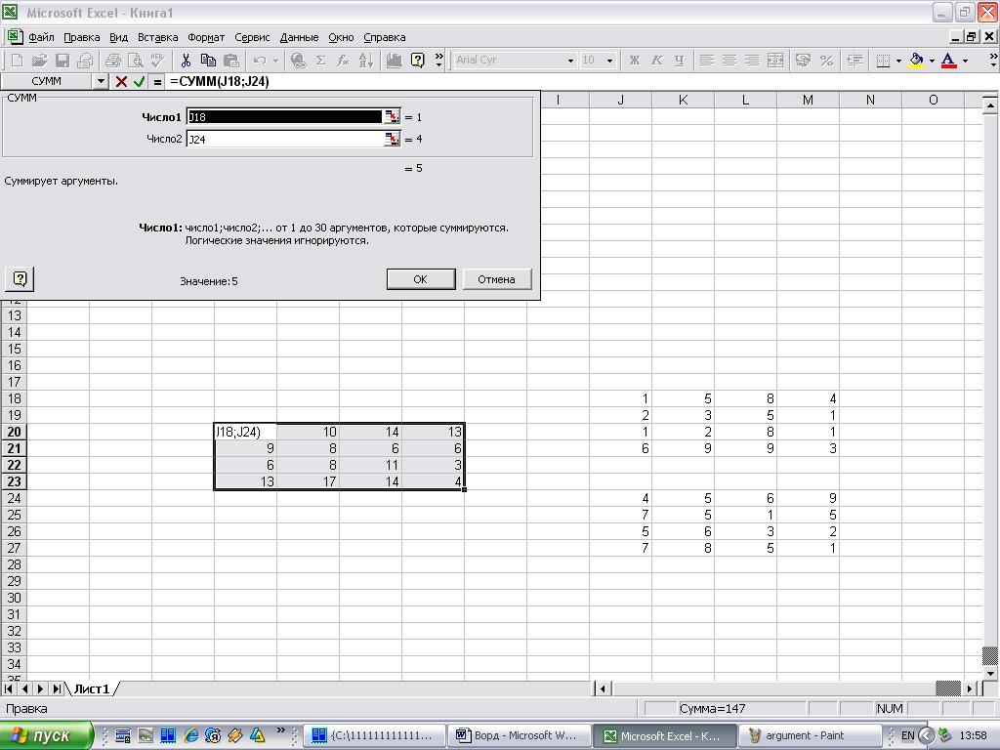 Microsoft Excel - Книга1
Файл Правка Вид Вставка Формат Сервис Данные Окно Справка
Arial Cyr 10 Ж К Ч
СУММ =СУММ(J18;J24)
СУММ
I J K L M N O
Число1 J18 = 1
Число2 J24 = 4
= 5
Суммирует аргументы.
Число1: число1;число2;... от 1 до 30 аргументов, которые суммируются.
Логические значения игнорируются.
Значение:5 ОК Отмена
13
14
15
16
17
18 1 5 8 4
19 2 3 5 1
20 J18;J24) 10 14 13 1 2 8 1
21 9 8 6 6 6 9 9 3
22 6 8 11 3
23 13 17 14 4
24 4 5 6 9
25 7 5 1 5
26 5 6 3 2
27 7 8 5 1
28
29
30
31
32
33
34
35
Лист1
Правка Сумма=147 NUM
пуск -{C:\111111111111... Ворд - Microsoft W... Microsoft Excel - К... argument - Paint EN 13:58